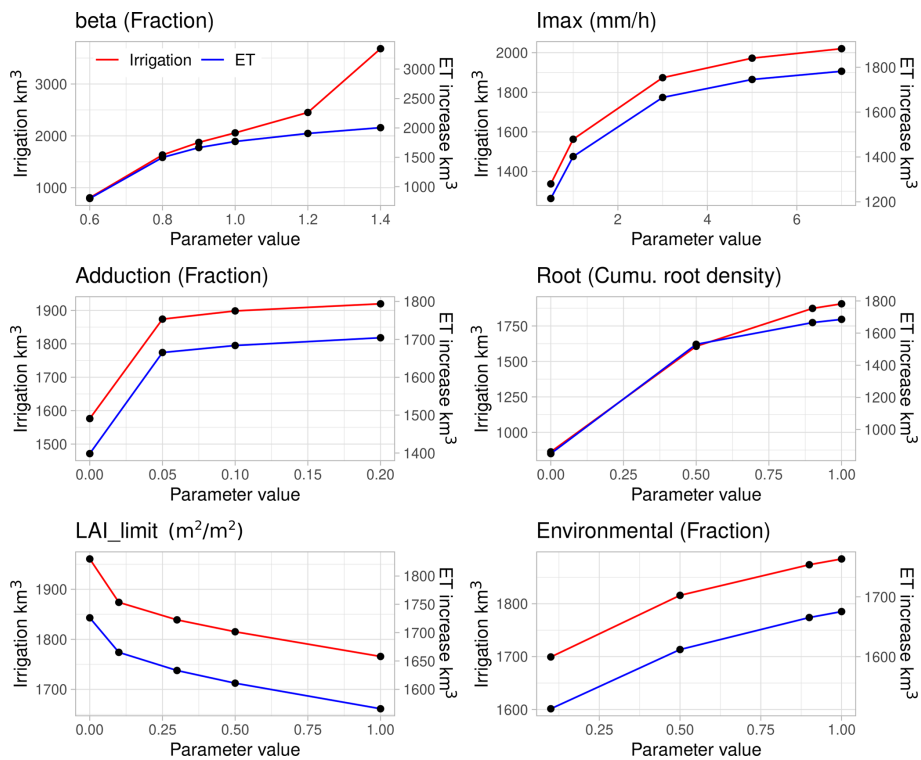 beta (Fraction)
Irrigation ET
Irrigation km³
3000
2000
1000
ET increase km³
3000
2500
2000
1500
1000
0.6 0.8 1.0 1.2 1.4
Parameter value
Imax (mm/h)
Irrigation km³
2000
1800
1600
1400
ET increase km³
1800
1600
1400
1200
2 4 6
Parameter value
Adduction (Fraction)
Irrigation km³
1900
1800
1700
1600
1500
ET increase km³
1800
1700
1600
1500
1400
0.00 0.05 0.10 0.15 0.20
Parameter value
Root (Cumu. root density)
Irrigation km³
1750
1500
1250
1000
ET increase km³
1800
1600
1400
1200
1000
0.00 0.25 0.50 0.75 1.00
Parameter value
LAI_limit (m²/m²)
Irrigation km³
1900
1800
1700
ET increase km³
1800
1750
1700
1650
1600
0.00 0.25 0.50 0.75 1.00
Parameter value
Environmental (Fraction)
Irrigation km³
1800
1700
1600
ET increase km³
1700
1600
0.25 0.50 0.75 1.00
Parameter value